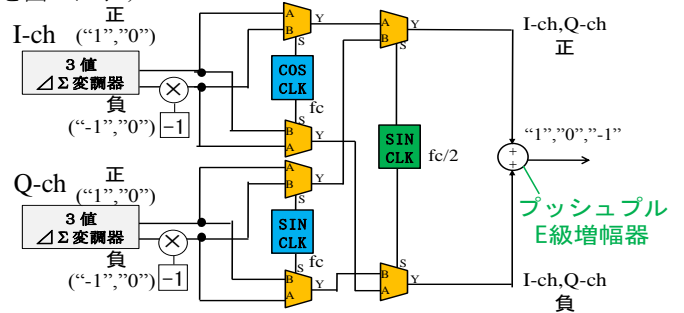 正
I-ch
("1","0")
3値
⊿Σ変調器
負
("-1","0")
-1
A
B
Y
S
COS
CLK
fc
S
B
A
Y
Q-ch
正
("1","0")
3値
⊿Σ変調器
負
("-1","0")
-1
A
B
Y
S
SIN
CLK
fc
S
B
A
Y
A
B
Y
S
SIN
CLK
fc/2
S
B
A
Y
I-ch,Q-ch
正
"1","0","-1"
+
+
プッシュプル
E級増幅器
I-ch,Q-ch
負